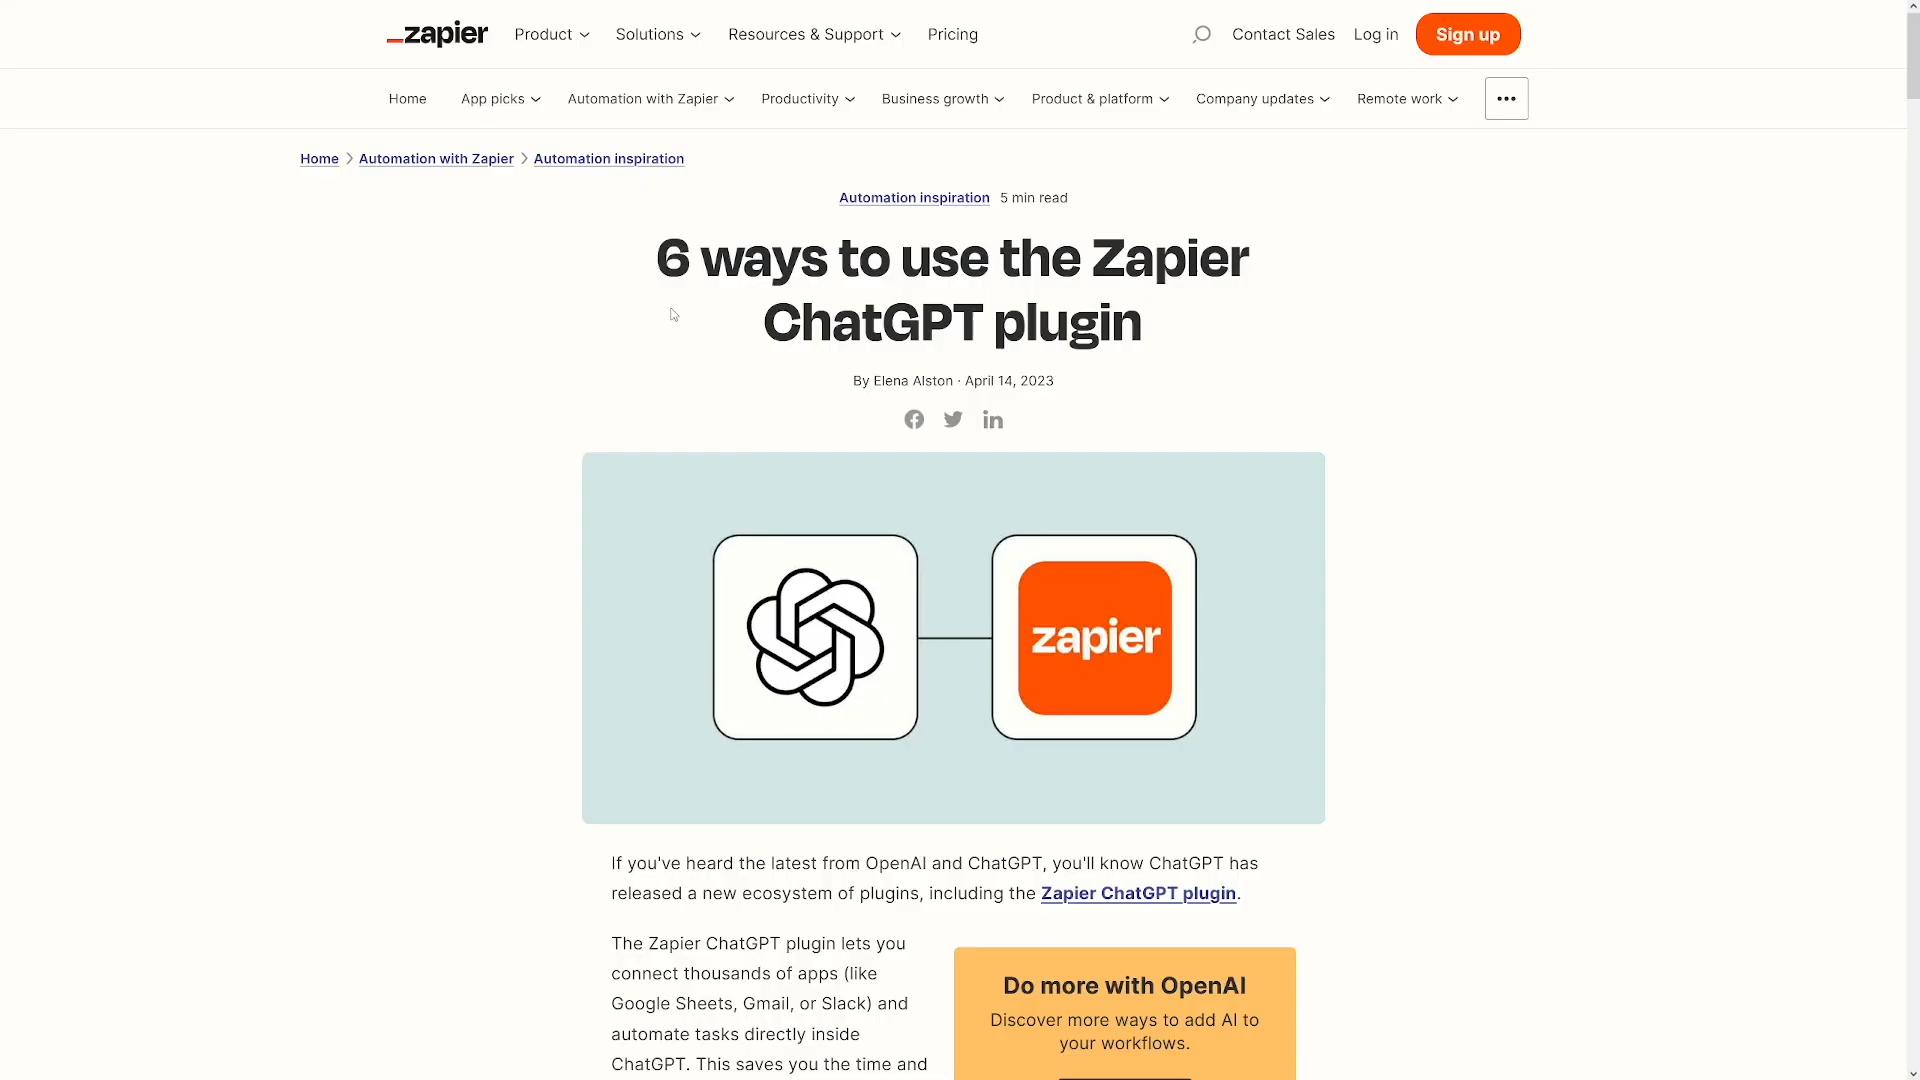 zapier Product Solutions Resources & Support Pricing Contact Sales Log in Sign up
Home App picks Automation with Zapier Productivity Business growth Product & platform Company updates Remote work •••
Home Automation with Zapier Automation inspiration
Automation inspiration 5 min read
6 ways to use the Zapier
ChatGPT plugin
By Elena Alston · April 14, 2023
zapier
If you've heard the latest from OpenAI and ChatGPT, you'll know ChatGPT has
released a new ecosystem of plugins, including the Zapier ChatGPT plugin.
The Zapier ChatGPT plugin lets you
connect thousands of apps (like
Google Sheets, Gmail, or Slack) and
automate tasks directly inside
ChatGPT. This saves you the time and
Do more with OpenAI
Discover more ways to add AI to
your workflows.